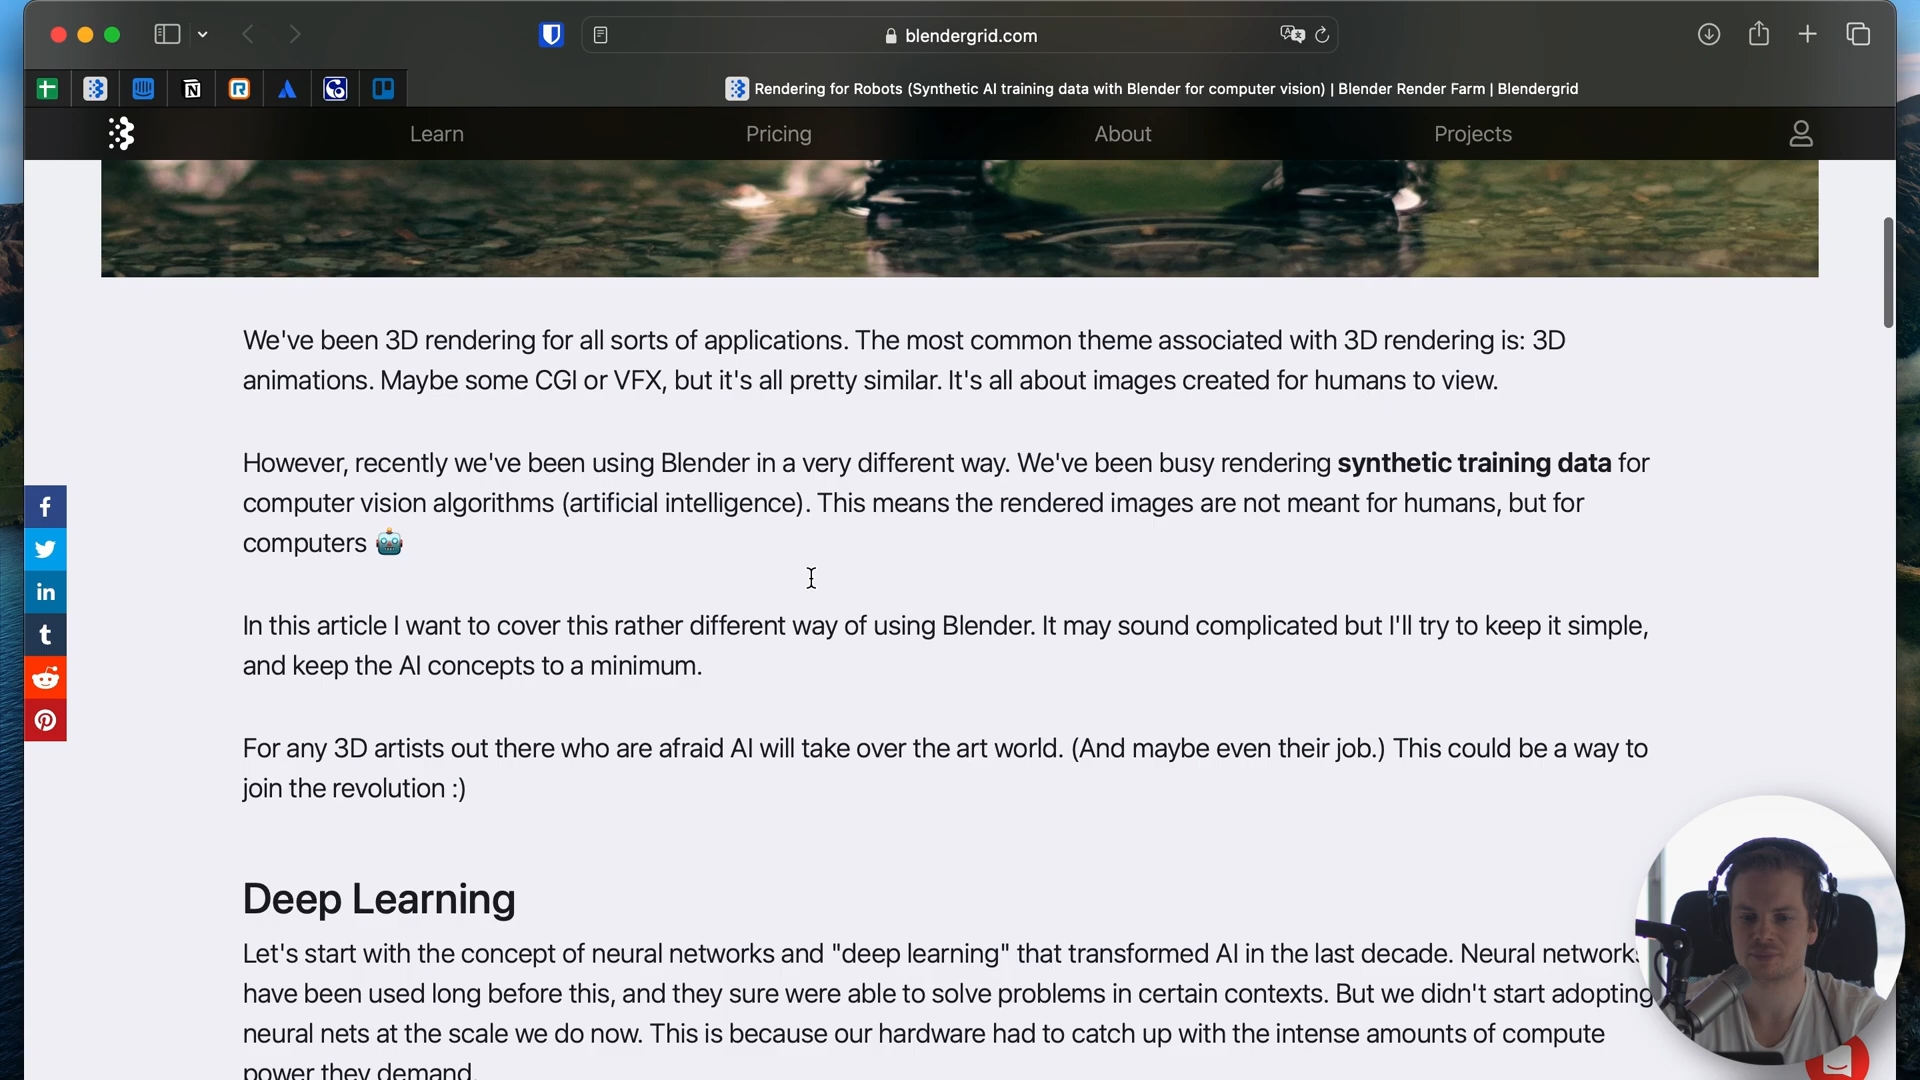 blendergrid.com
Rendering for Robots (Synthetic AI training data with Blender for computer vision) | Blender Render Farm | Blendergrid
Learn
Pricing
About
Projects
We've been 3D rendering for all sorts of applications. The most common theme associated with 3D rendering is: 3D
animations. Maybe some CGI or VFX, but it's all pretty similar. It's all about images created for humans to view.
However, recently we've been using Blender in a very different way. We've been busy rendering synthetic training data for
computer vision algorithms (artificial intelligence). This means the rendered images are not meant for humans, but for
computers 🤖
In this article I want to cover this rather different way of using Blender. It may sound complicated but I'll try to keep it simple,
and keep the AI concepts to a minimum.
For any 3D artists out there who are afraid AI will take over the art world. (And maybe even their job.) This could be a way to
join the revolution :)
Deep Learning
Let's start with the concept of neural networks and "deep learning" that transformed AI in the last decade. Neural networks
have been used long before this, and they sure were able to solve problems in certain contexts. But we didn't start adopting
neural nets at the scale we do now. This is because our hardware had to catch up with the intense amounts of compute
power they demand.